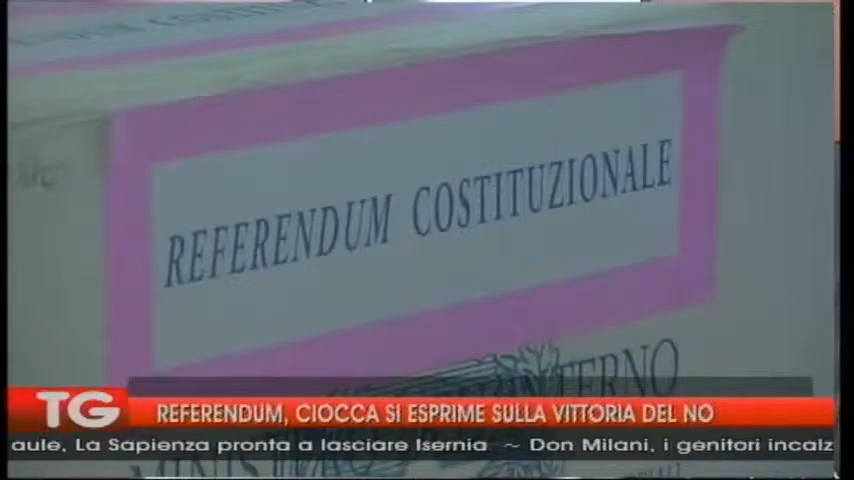 REFERENDUM COSTITUZIONALE
INTERNO
TG
REFERENDUM, CIOCCA SI ESPRIME SULLA VITTORIA DEL NO
aule, La Sapienza pronta a lasciare Isernia ~ Don Milani, i genitori incalz